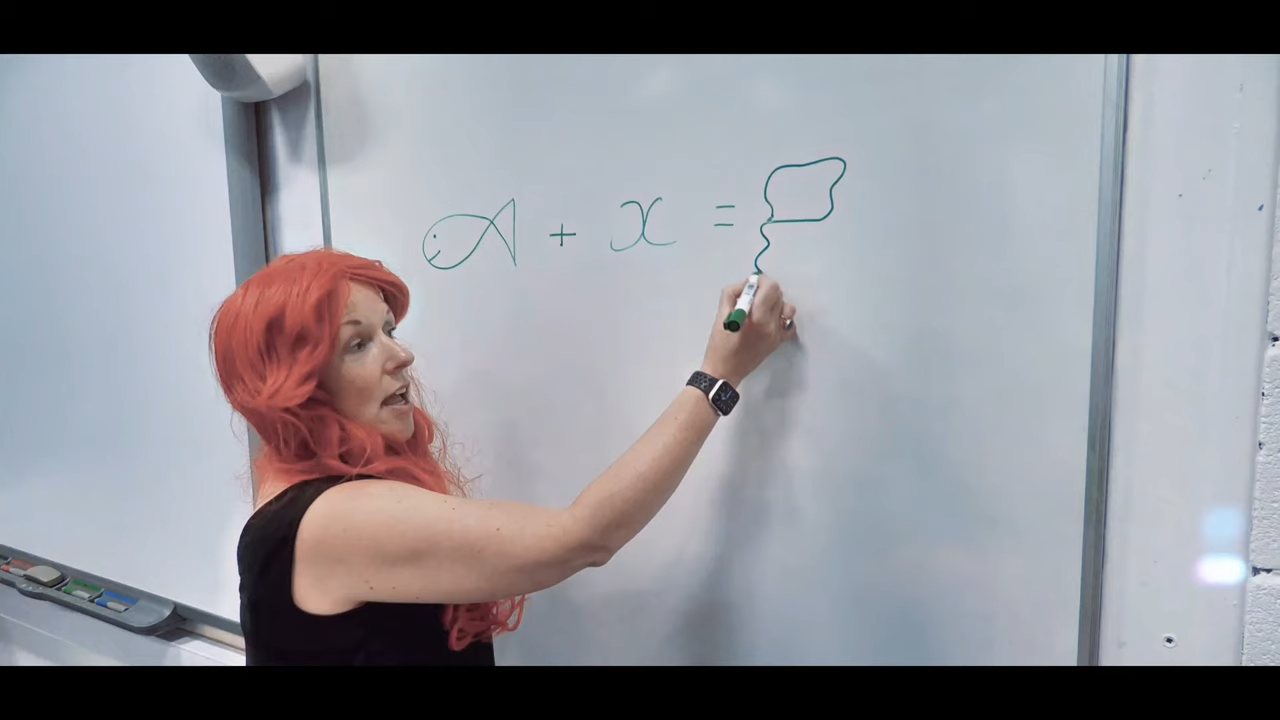 + x =